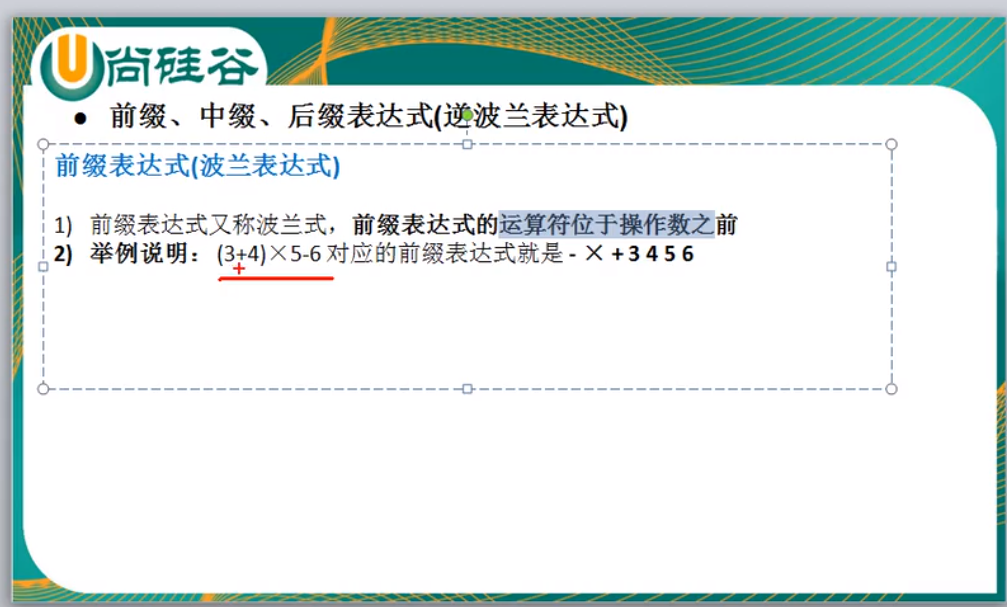 尚硅谷
● 前缀、中缀、后缀表达式(逆波兰表达式)
前缀表达式(波兰表达式)
1) 前缀表达式又称波兰式，前缀表达式的运算符位于操作数之前
2) 举例说明： (3+4)×5-6 对应的前缀表达式就是 - × + 3 4 5 6